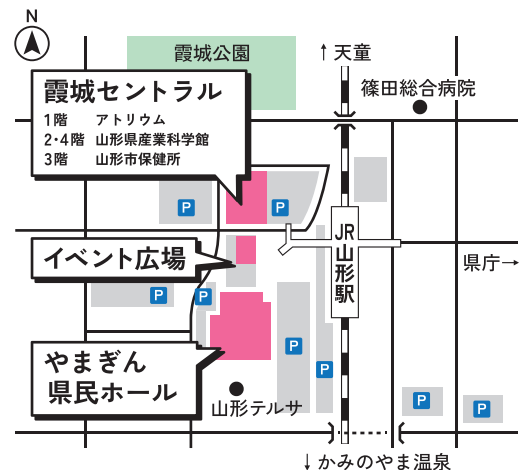 N
霞城公園
↑天童
篠田総合病院
霞城セントラル
1階 アトリウム
2・4階 山形県産業科学館
3階 山形市保健所
P
P
JR山形駅
イベント広場
県庁→
P
P
P
P
やまぎん
県民ホール
山形テルサ
P
P
↓かみのやま温泉